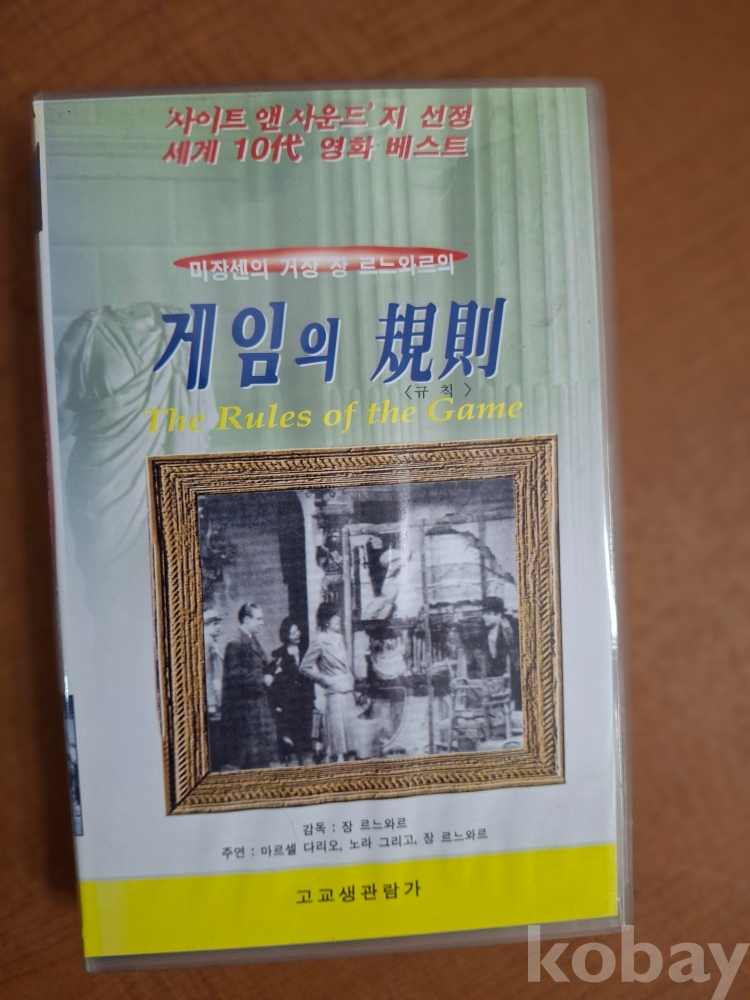 '사이트 앤 사운드' 지 선정
세계 10代 영화 베스트
미장센의 거장 장 르느와르의
게임의 規則
<규 칙>
The Rules of the Game
감독 : 장 르느와르
주연 : 마르셀 다리오, 노라 그리고, 장 르느와르
고교생관람가
kobay